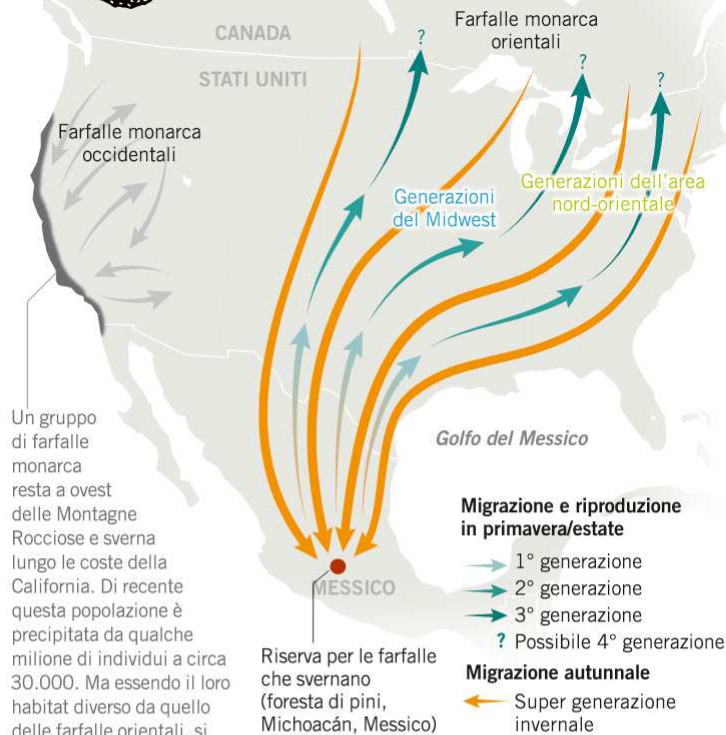 Farfalle monarca
orientali
CANADA
STATI UNITI
?
?
?
Farfalle monarca
occidentali
Generazioni
del Midwest
Generazioni dell'area
nord-orientale
Un gruppo
di farfalle
monarca
resta a ovest
delle Montagne
Rocciose e sverna
lungo le coste della
California. Di recente
questa popolazione è
precipitata da qualche
milione di individui a circa
30.000. Ma essendo il loro
habitat diverso da quello
delle farfalle orientali, si
Golfo del Messico
MESSICO
Riserva per le farfalle
che svernano
(foresta di pini,
Michoacán, Messico)
Migrazione e riproduzione
in primavera/estate
1° generazione
2° generazione
3° generazione
? Possibile 4° generazione
Migrazione autunnale
Super generazione
invernale